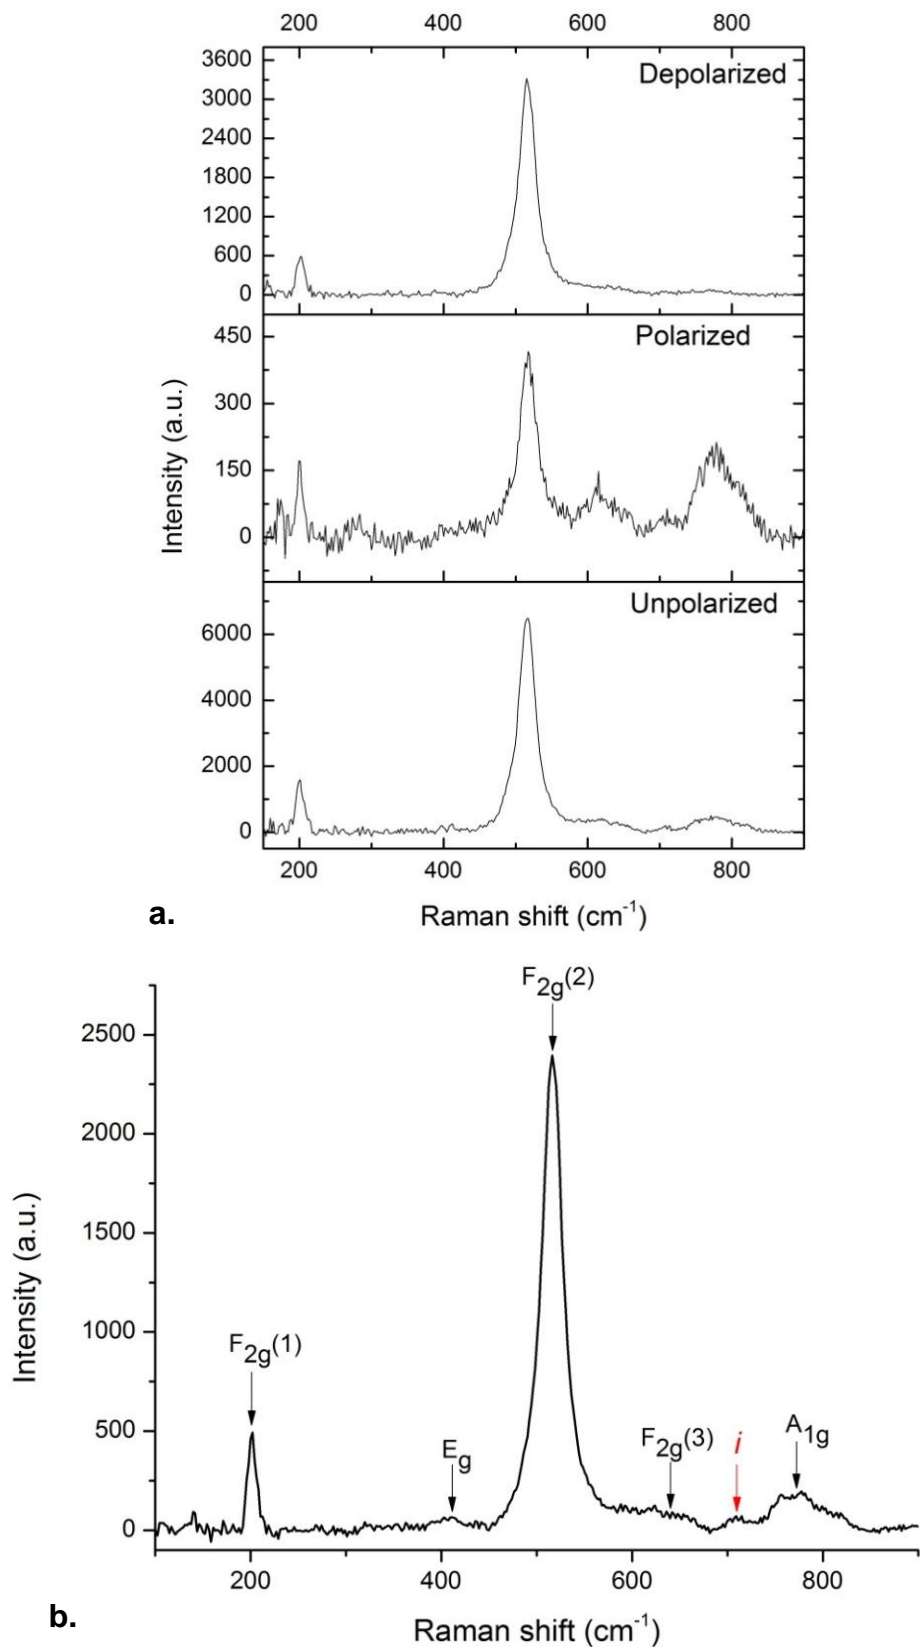 200 400 600 800
Depolarized
3600
3000
2400
1800
1200
600
0
Polarized
450
300
150
0
Intensity (a.u.)
Unpolarized
6000
4000
2000
0
200 400 600 800
a.
Raman shift (cm⁻¹)
F₂g(2)
2500
2000
1500
1000
500
0
Intensity (a.u.)
F₂g(1)
Eg
F₂g(3)
i
A₁g
200 400 600 800
b.
Raman shift (cm⁻¹)